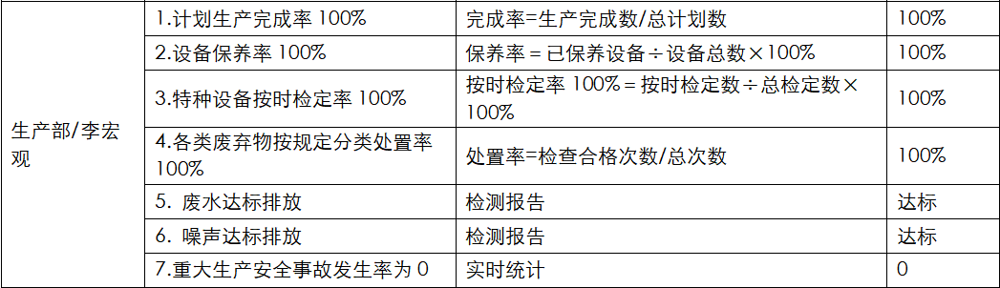 1.计划生产完成率 100%
完成率=生产完成数/总计划数
100%
2.设备保养率 100%
保养率＝已保养设备÷设备总数×100%
100%
生产部/李宏
观
3.特种设备按时检定率 100%
按时检定率 100%＝按时检定数÷总检定数×
100%
100%
4.各类废弃物按规定分类处置率
100%
处置率=检查合格次数/总次数
100%
5. 废水达标排放
检测报告
达标
6. 噪声达标排放
检测报告
达标
7.重大生产安全事故发生率为 0
实时统计
0